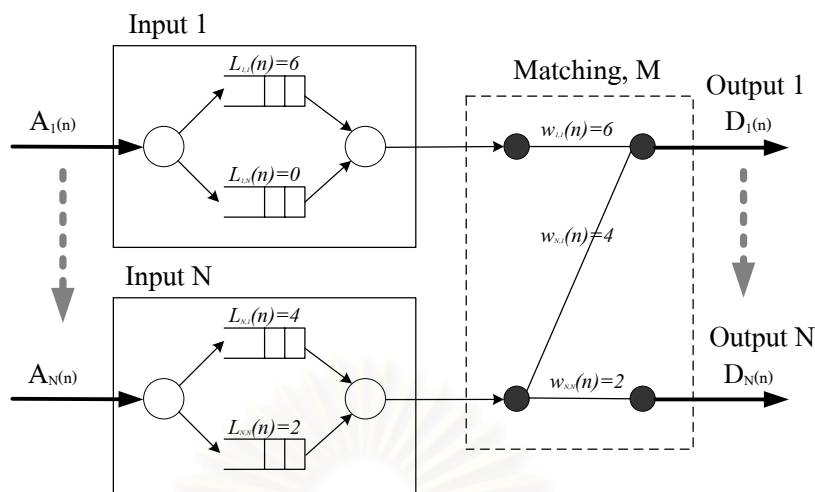 Input 1
L1,1(n)=6
A1(n)
L1,N(n)=0
Matching, M
w1,1(n)=6
wN,1(n)=4
wN,N(n)=2
Output 1
D1(n)
Input N
LN,1(n)=4
AN(n)
LN,N(n)=2
Output N
DN(n)